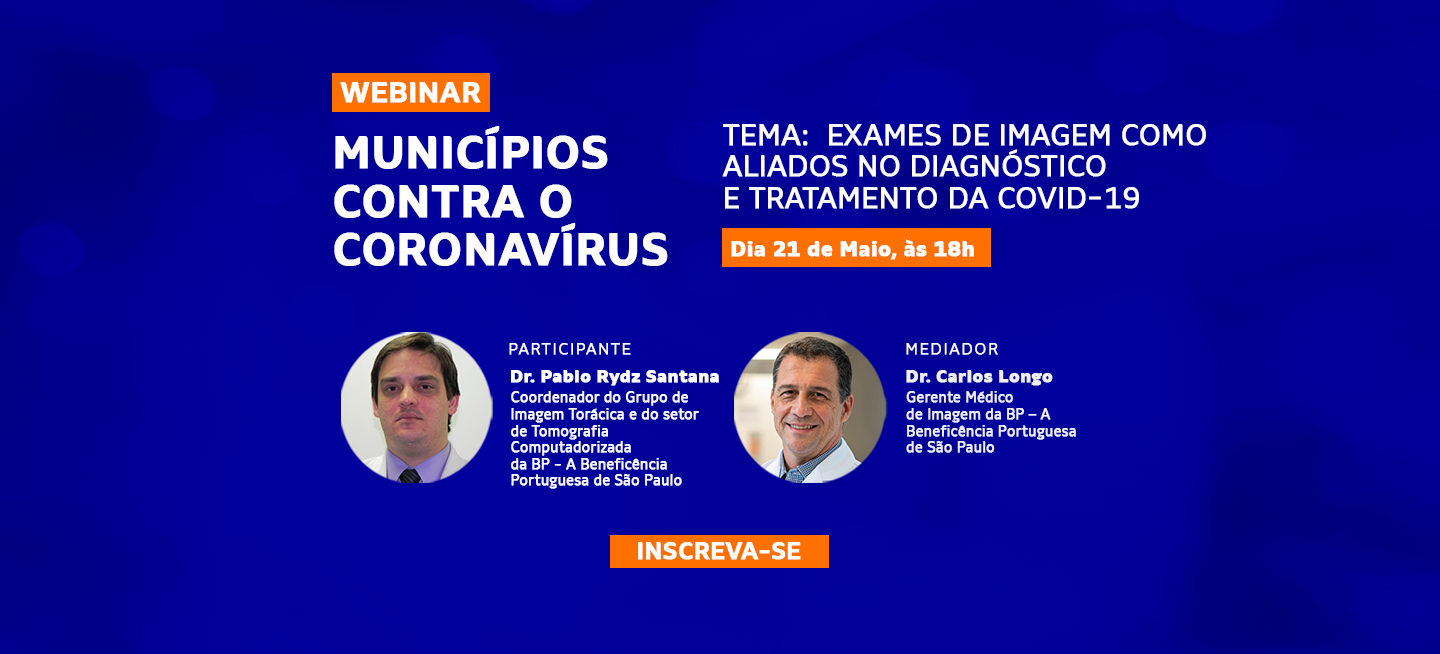 WEBINAR
MUNICÍPIOS
CONTRA O
CORONAVÍRUS
TEMA:  EXAMES DE IMAGEM COMO
ALIADOS NO DIAGNÓSTICO
E TRATAMENTO DA COVID-19
Dia 21 de Maio, às 18h
PARTICIPANTE
Dr. Pablo Rydz Santana
Coordenador do Grupo de
Imagem Torácica e do setor
de Tomografia
Computadorizada
da BP - A Beneficência
Portuguesa de São Paulo
MEDIADOR
Dr. Carlos Longo
Gerente Médico
de Imagem da BP – A
Beneficência Portuguesa
de São Paulo
INSCREVA-SE